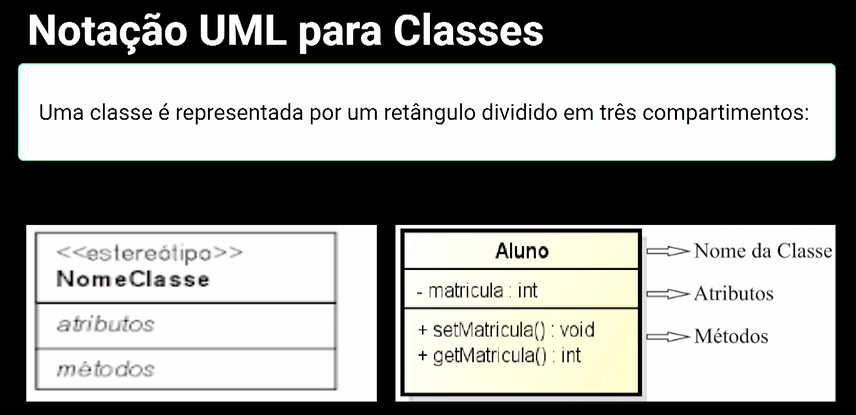 Notação UML para Classes
Uma classe é representada por um retângulo dividido em três compartimentos:
<<estereótipo>>
NomeClasse
atributos
métodos
Aluno
- matricula : int
+ setMatricula() : void
+ getMatricula() : int
Nome da Classe
Atributos
Métodos